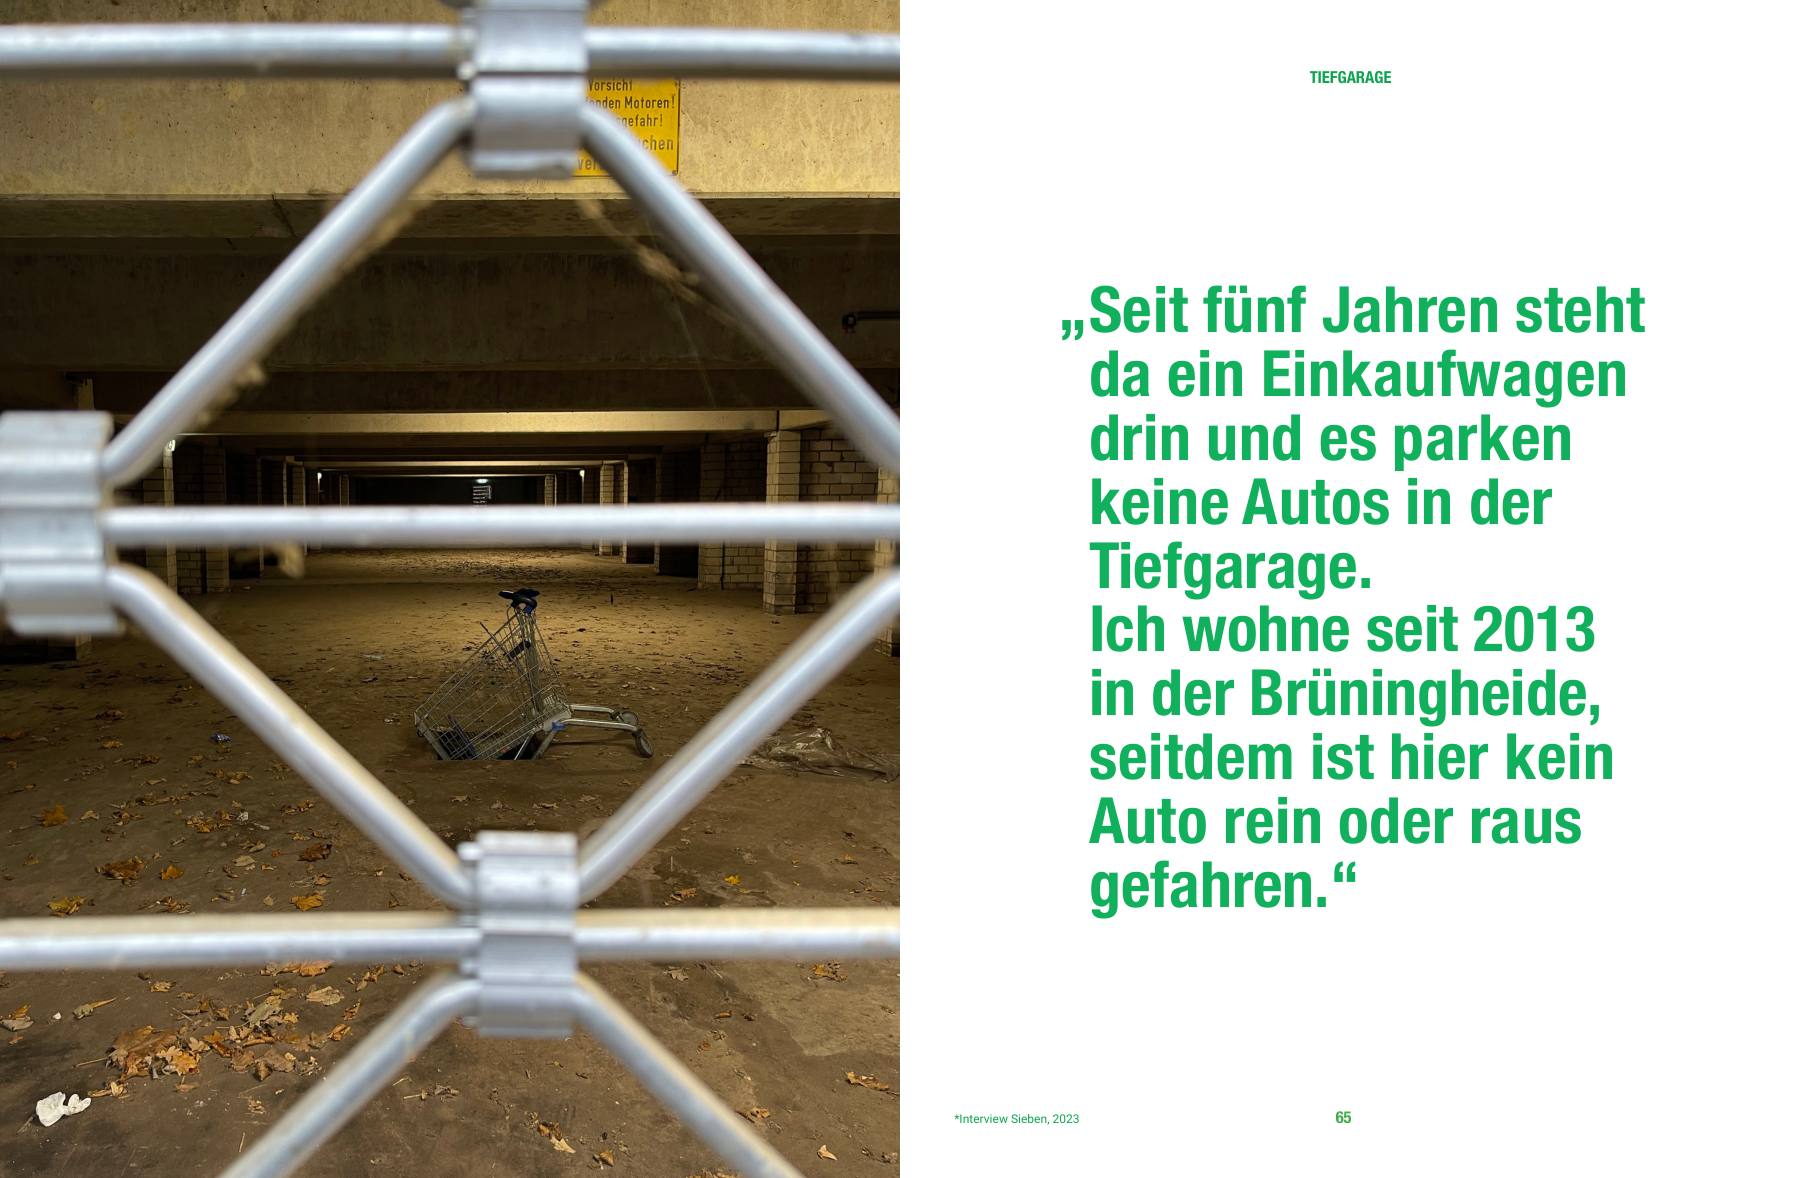 Vorsicht
Motoren!
TIEFGARAGE
„Seit fünf Jahren steht
da ein Einkaufwagen
drin und es parken
keine Autos in der
Tiefgarage.
Ich wohne seit 2013
in der Brüningheide,
seitdem ist hier kein
Auto rein oder raus
gefahren.“
*Interview Sieben, 2023
65